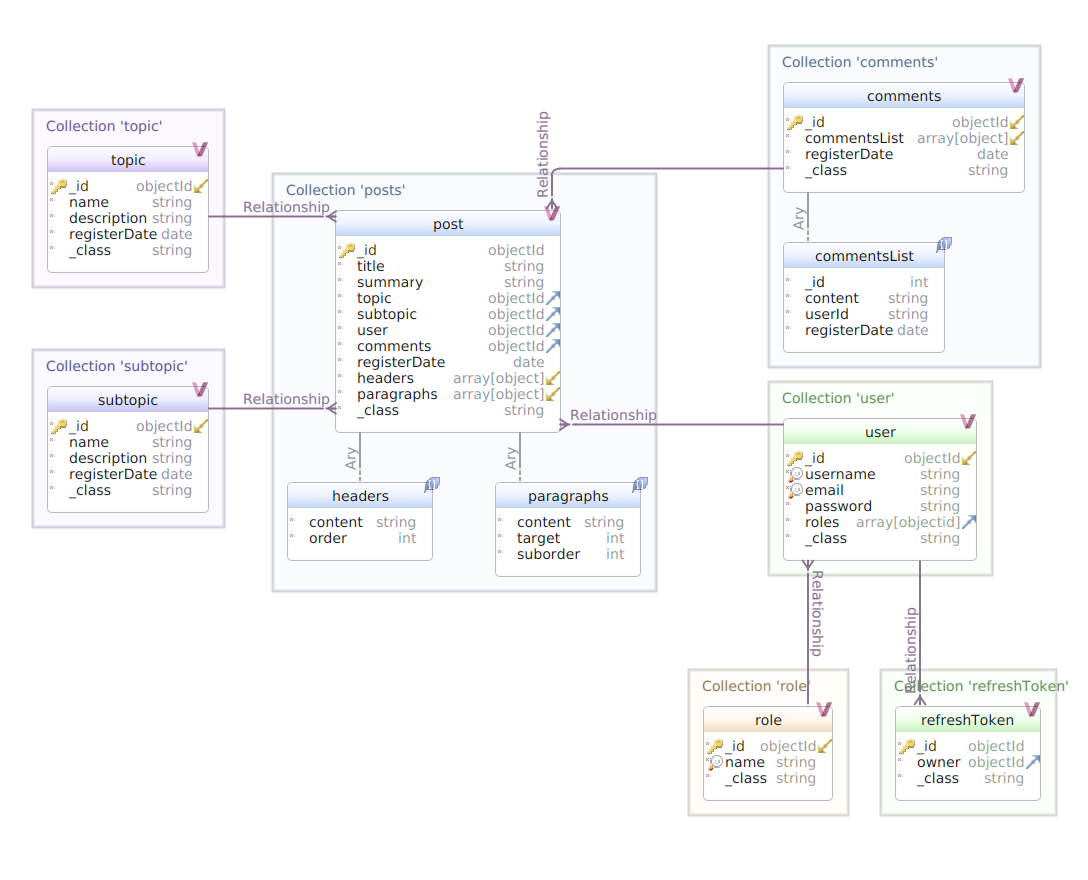 Collection 'topic'
topic
_id objectId
name string
description string
registerDate date
_class string
Relationship
Collection 'subtopic'
subtopic
_id objectId
name string
description string
registerDate date
_class string
Relationship
Collection 'posts'
post
_id objectId
title string
summary string
topic objectId
subtopic objectId
user objectId
comments objectId
registerDate date
headers array[object]
paragraphs array[object]
_class string
Ary
Ary
headers
content string
order int
paragraphs
content string
target int
suborder int
Relationship
Collection 'comments'
comments
_id objectId
commentsList array[object]
registerDate date
_class string
Ary
commentsList
_id int
content string
userId string
registerDate date
Relationship
Collection 'user'
user
_id objectId
username string
email string
password string
roles array[objectid]
_class string
Relationship
Relationship
Collection 'role'
role
_id objectId
name string
_class string
Collection 'refreshToken'
refreshToken
_id objectId
owner objectId
_class string